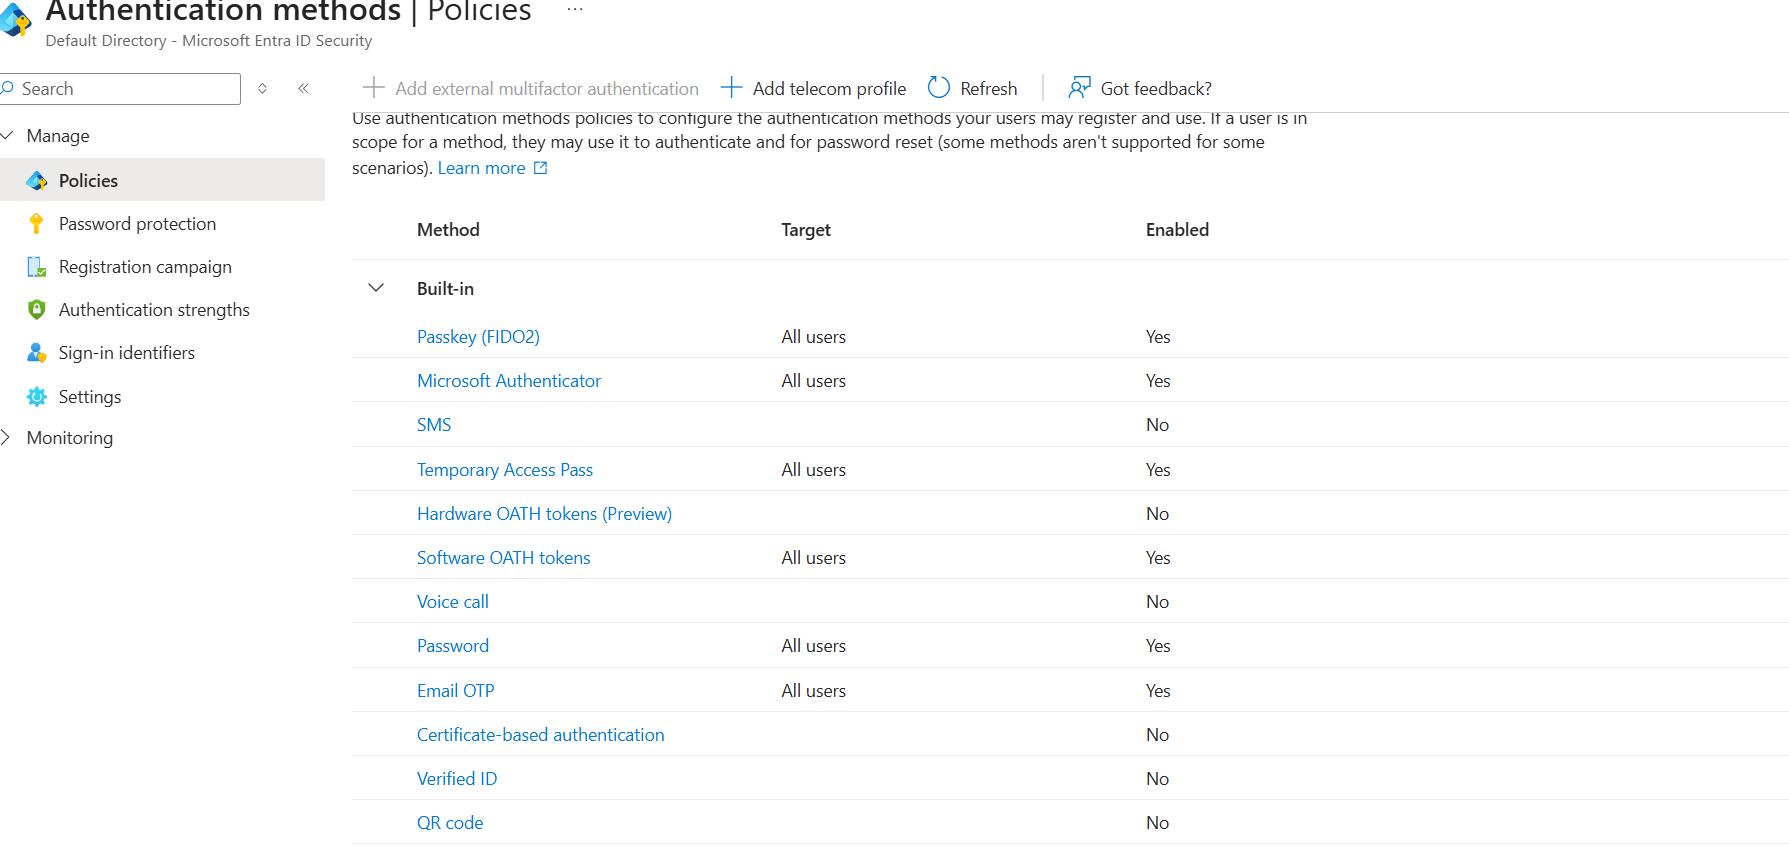 Authentication methods | Policies ...
Default Directory - Microsoft Entra ID Security
Search
Add external multifactor authentication
Add telecom profile
Refresh
Got feedback?
Manage
Policies
Password protection
Registration campaign
Authentication strengths
Sign-in identifiers
Settings
Monitoring
Use authentication methods policies to configure the authentication methods your users may register and use. If a user is in
scope for a method, they may use it to authenticate and for password reset (some methods aren't supported for some
scenarios). Learn more
Method Target Enabled
Built-in
Passkey (FIDO2) All users Yes
Microsoft Authenticator All users Yes
SMS No
Temporary Access Pass All users Yes
Hardware OATH tokens (Preview) No
Software OATH tokens All users Yes
Voice call No
Password All users Yes
Email OTP All users Yes
Certificate-based authentication No
Verified ID No
QR code No